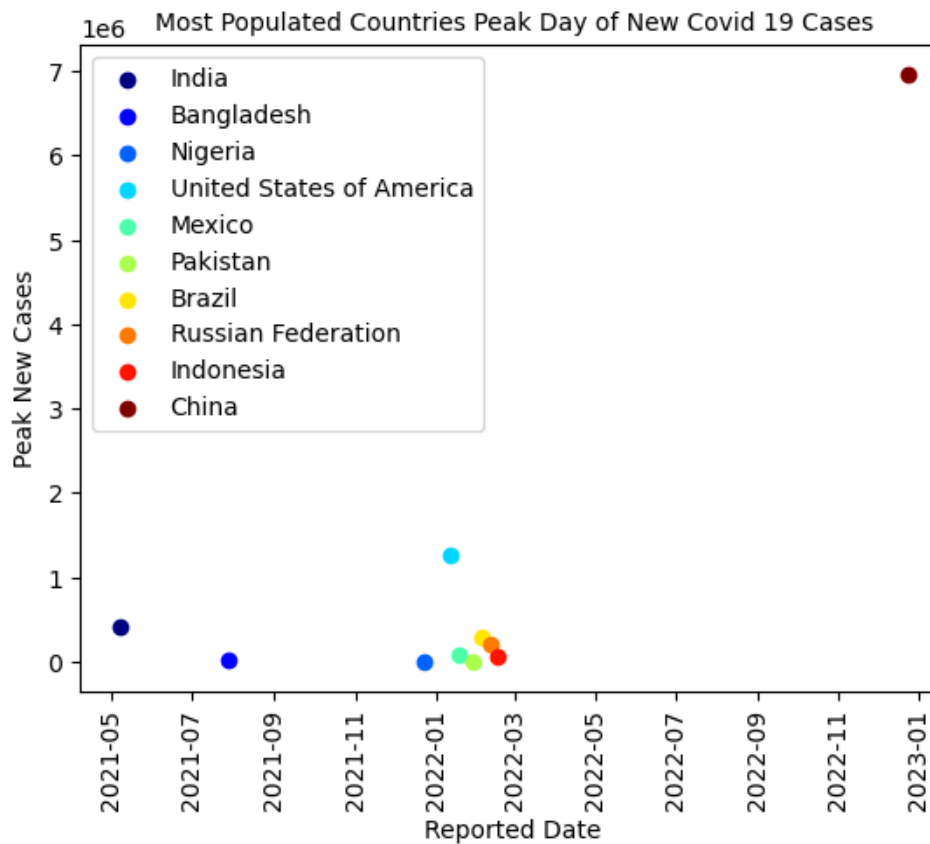 Most Populated Countries Peak Day of New Covid 19 Cases
1e6
7
6
5
4
3
2
1
0
Peak New Cases
India
Bangladesh
Nigeria
United States of America
Mexico
Pakistan
Brazil
Russian Federation
Indonesia
China
2021-05
2021-07
2021-09
2021-11
2022-01
2022-03
2022-05
2022-07
2022-09
2022-11
2023-01
Reported Date